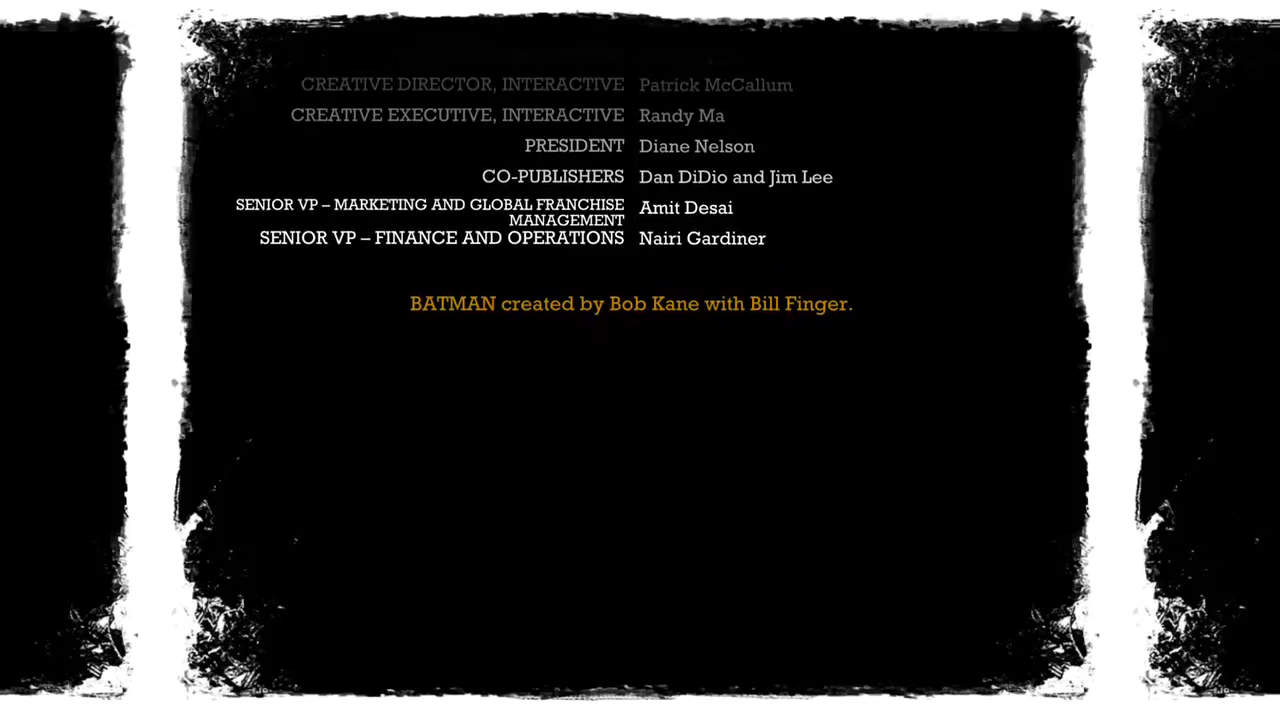 CREATIVE DIRECTOR, INTERACTIVE Patrick McCallum
CREATIVE EXECUTIVE, INTERACTIVE Randy Ma
PRESIDENT Diane Nelson
CO-PUBLISHERS Dan DiDio and Jim Lee
SENIOR VP – MARKETING AND GLOBAL FRANCHISE
MANAGEMENT Amit Desai
SENIOR VP – FINANCE AND OPERATIONS Nairi Gardiner
BATMAN created by Bob Kane with Bill Finger.